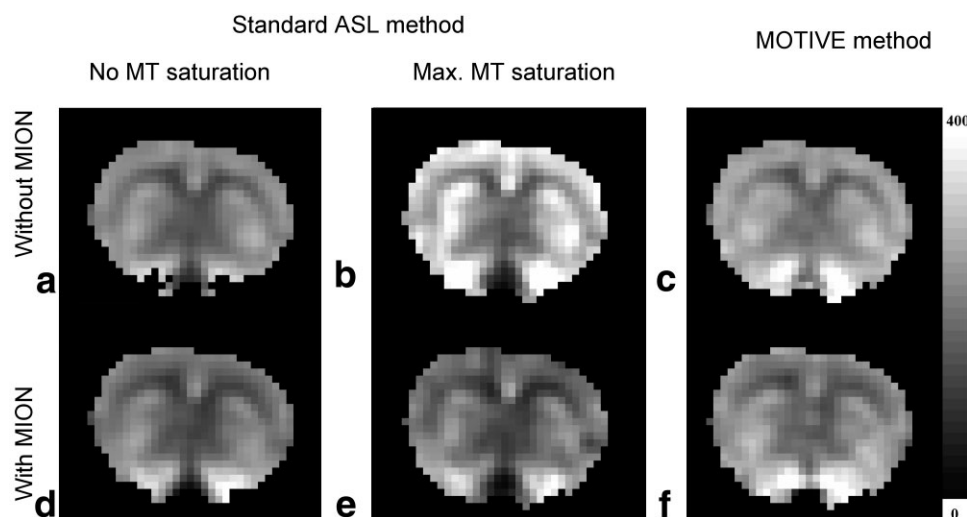 Standard ASL method
MOTIVE method
No MT saturation
Max. MT saturation
Without MION
a
b
c
400
With MION
d
e
f
0